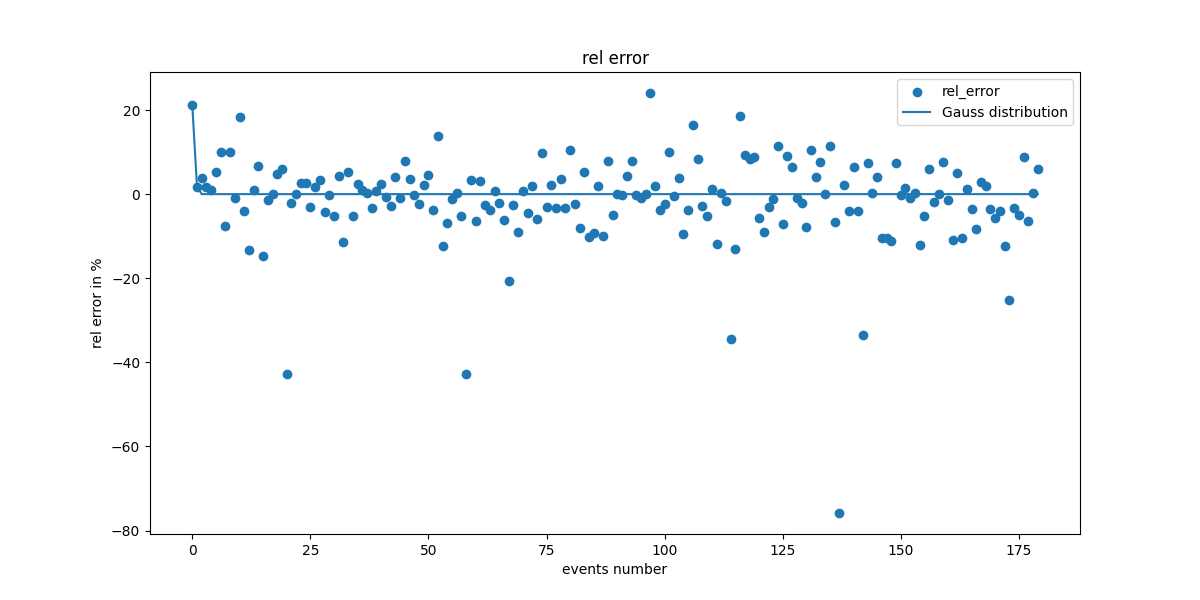 rel error
rel_error
Gauss distribution
20
0
−20
−40
−60
−80
rel error in %
0 25 50 75 100 125 150 175
events number